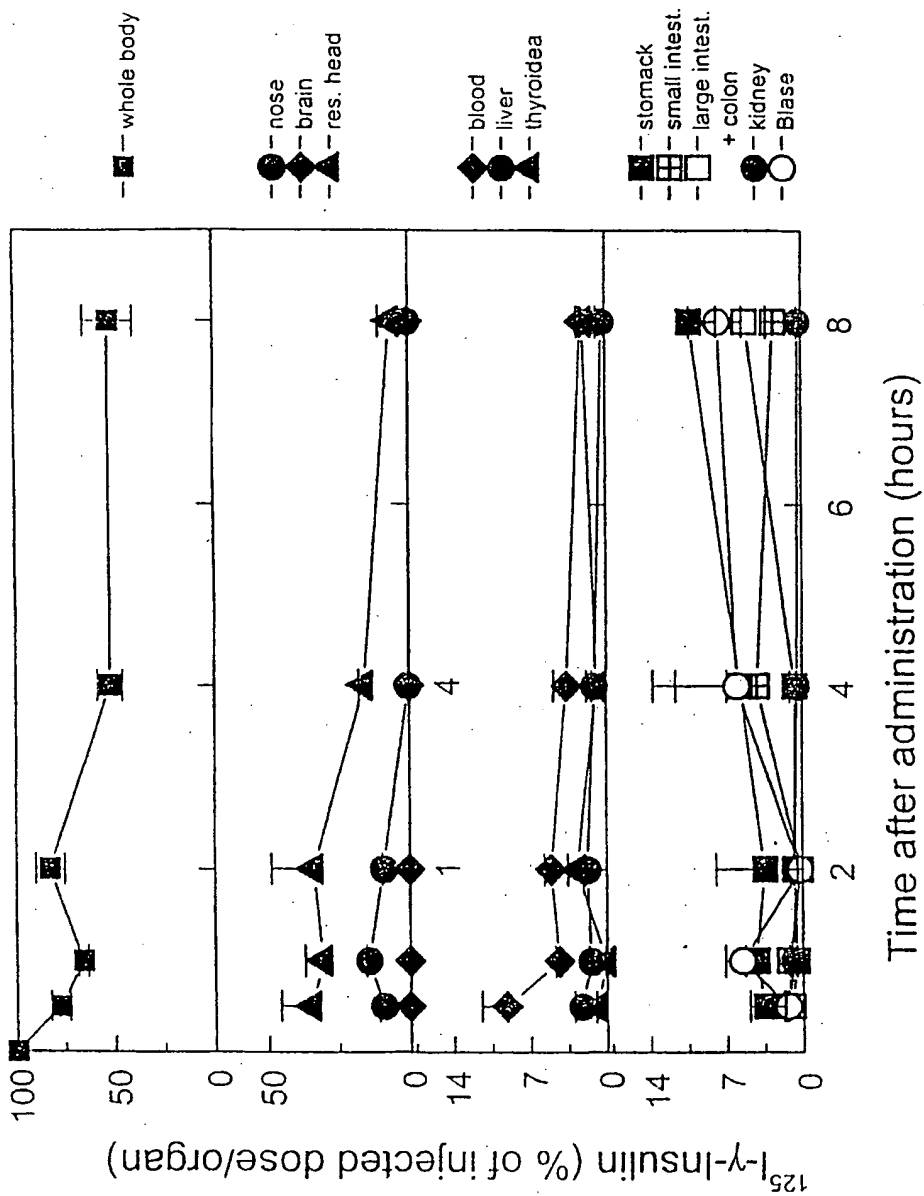 ¹²⁵I-γ-Insulin (% of injected dose/organ)
100
50
0
50
0
14
7
0
14
7
0
1
4
2
4
6
8
Time after administration (hours)
whole body
nose
brain
res. head
blood
liver
thyroidea
stomack
small intest.
large intest.
+ colon
kidney
Blase